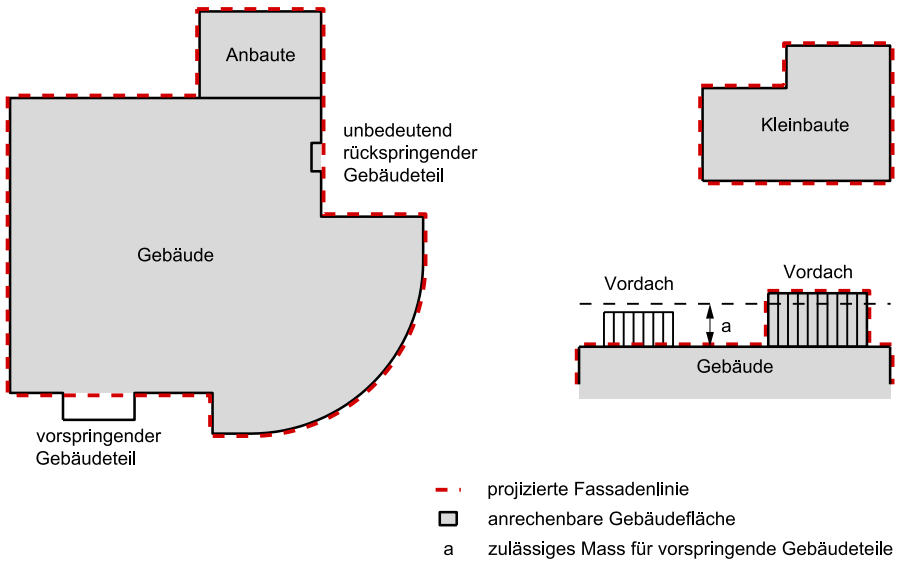 Anbaute
unbedeutend
rückspringender
Gebäudeteil
Kleinbaute
Gebäude
Vordach
Vordach
a
Gebäude
vorspringender
Gebäudeteil
projizierte Fassadenlinie
anrechenbare Gebäudefläche
a zulässiges Mass für vorspringende Gebäudeteile